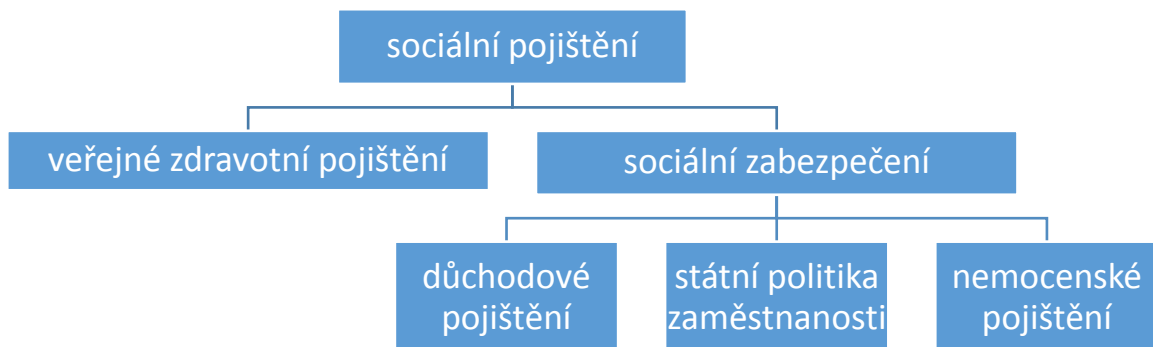 sociální pojištění
veřejné zdravotní pojištění
sociální zabezpečení
důchodové
pojištění
státní politika
zaměstnanosti
nemocenské
pojištění